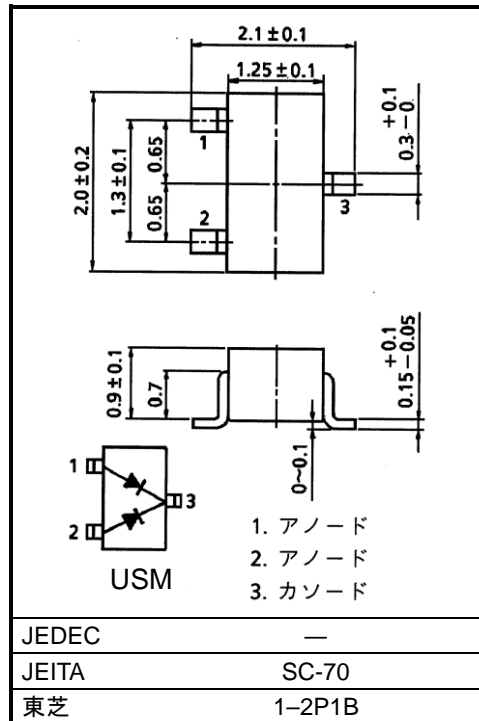 2.1±0.1
1.25±0.1
+0.1
0.3−0
2.0±0.2
1.3±0.1
0.65
0.65
1
2
3
0.9±0.1
0.7
+0.1
0.15−0.05
0~0.1
1
2
3
USM
1. アノード
2. アノード
3. カソード
JEDEC —
JEITA SC-70
東芝 1–2P1B